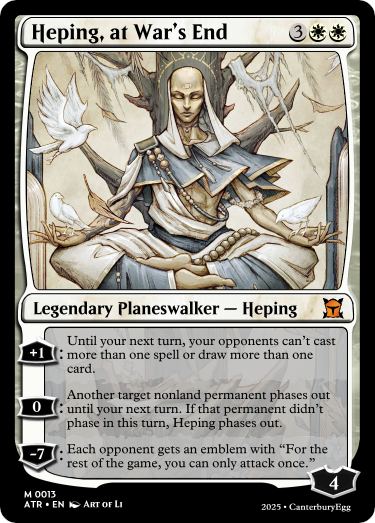 Heping, at War's End 3
Legendary Planeswalker — Heping
+1: Until your next turn, your opponents can't cast
more than one spell or draw more than one
card.
0: Another target nonland permanent phases out
until your next turn. If that permanent didn't
phase in this turn, Heping phases out.
-7: Each opponent gets an emblem with “For the
rest of the game, you can only attack once.”
4
M 0013
ATR • EN Art of Li
2025 • CanterburyEgg